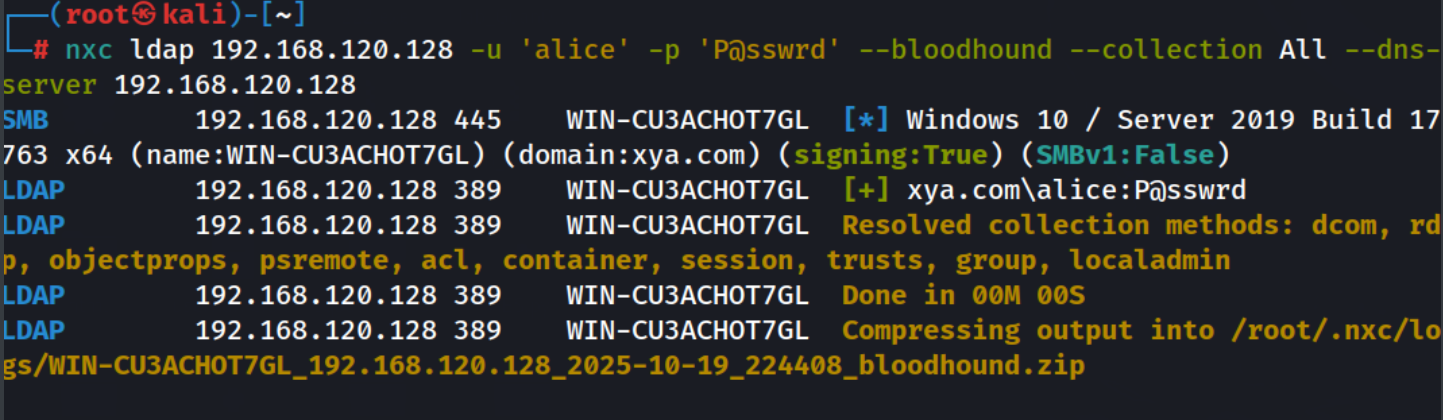 ┌──(root㉿kali)-[~]
└─# nxc ldap 192.168.120.128 -u 'alice' -p 'P@sswrd' --bloodhound --collection All --dns-
server 192.168.120.128
SMB         192.168.120.128 445    WIN-CU3ACHOT7GL  [*] Windows 10 / Server 2019 Build 17
763 x64 (name:WIN-CU3ACHOT7GL) (domain:xya.com) (signing:True) (SMBv1:False)
LDAP        192.168.120.128 389    WIN-CU3ACHOT7GL  [+] xya.com\alice:P@sswrd
LDAP        192.168.120.128 389    WIN-CU3ACHOT7GL  Resolved collection methods: dcom, rd
p, objectprops, psremote, acl, container, session, trusts, group, localadmin
LDAP        192.168.120.128 389    WIN-CU3ACHOT7GL  Done in 00M 00S
LDAP        192.168.120.128 389    WIN-CU3ACHOT7GL  Compressing output into /root/.nxc/lo
gs/WIN-CU3ACHOT7GL_192.168.120.128_2025-10-19_224408_bloodhound.zip